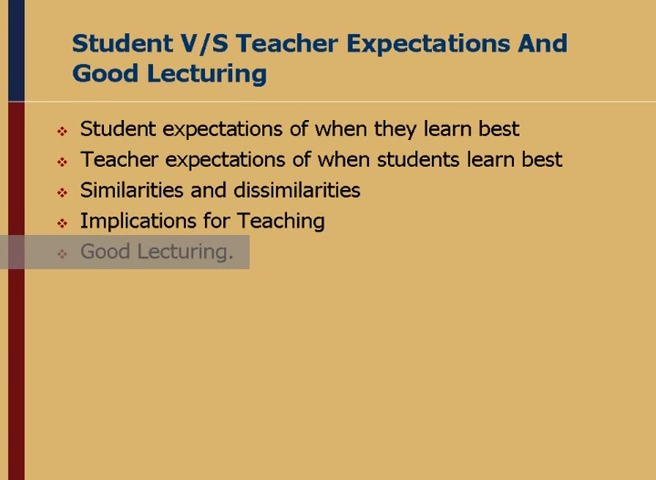 Student V/S Teacher Expectations And
Good Lecturing
Student expectations of when they learn best
Teacher expectations of when students learn best
Similarities and dissimilarities
Implications for Teaching
Good Lecturing.